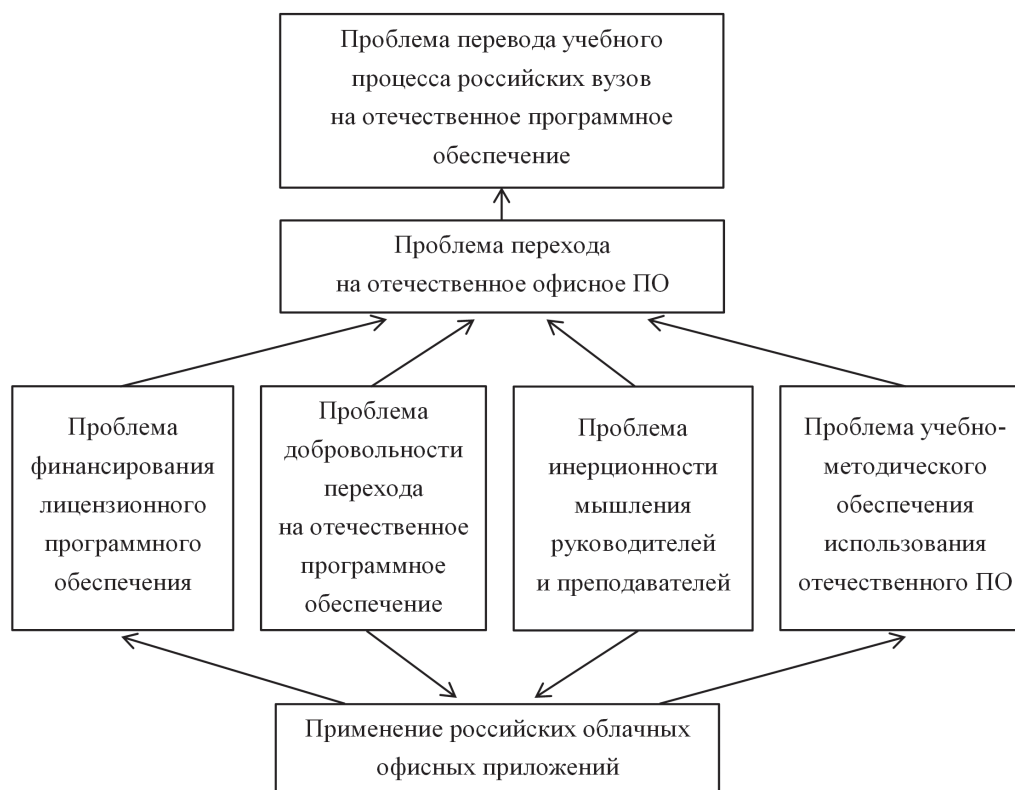 Проблема перевода учебного
процесса российских вузов
на отечественное программное
обеспечение
Проблема перехода
на отечественное офисное ПО
Проблема
финансирования
лицензионного
программного
обеспечения
Проблема
добровольности
перехода
на отечественное
программное
обеспечение
Проблема
инерционности
мышления
руководителей
и преподавателей
Проблема учебно-
методического
обеспечения
использования
отечественного ПО
Применение российских облачных
офисных приложений